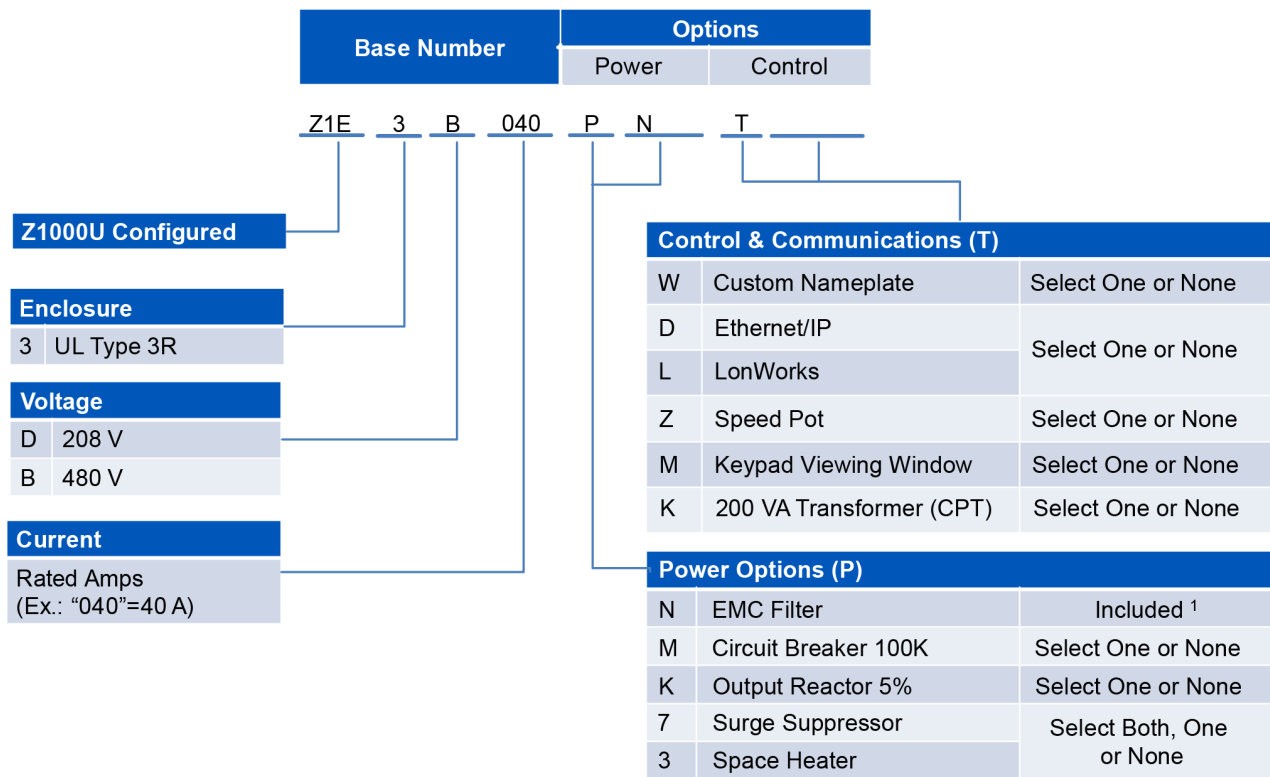 Base Number
Options
Power Control
Z1E 3 B 040 P N T
Z1000U Configured
Enclosure
3 UL Type 3R
Voltage
D 208 V
B 480 V
Current
Rated Amps
(Ex.: “040”=40 A)
Control & Communications (T)
W Custom Nameplate Select One or None
D Ethernet/IP
Select One or None
L LonWorks
Z Speed Pot Select One or None
M Keypad Viewing Window Select One or None
K 200 VA Transformer (CPT) Select One or None
Power Options (P)
N EMC Filter Included ¹
M Circuit Breaker 100K Select One or None
K Output Reactor 5% Select One or None
7 Surge Suppressor
Select Both, One
or None
3 Space Heater